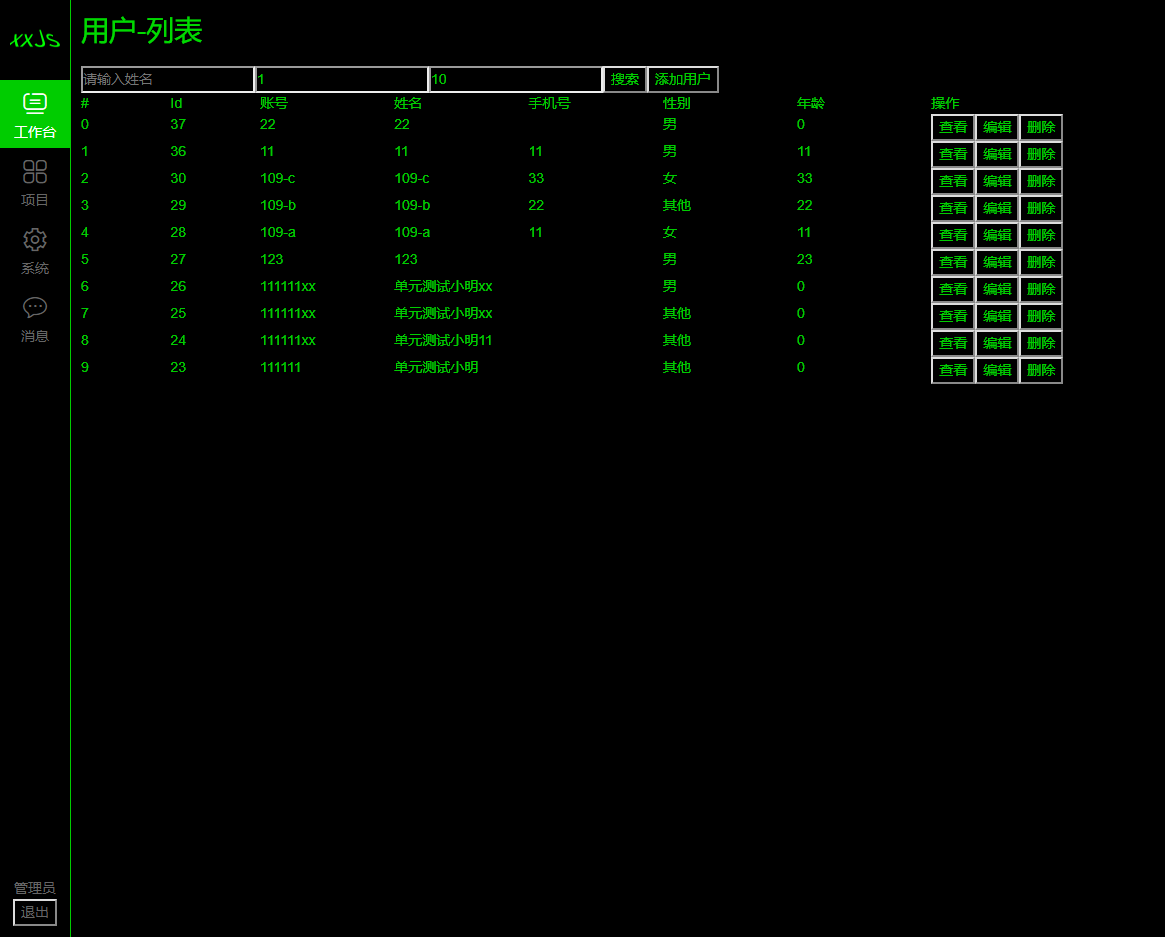 xxJS
工作台
项目
系统
消息
管理员
退出
用户-列表
请输入姓名 1 10 搜索 添加用户
# Id 账号 姓名 手机号 性别 年龄 操作
0 37 22 22 男 0 查看 编辑 删除
1 36 11 11 11 男 11 查看 编辑 删除
2 30 109-c 109-c 33 女 33 查看 编辑 删除
3 29 109-b 109-b 22 其他 22 查看 编辑 删除
4 28 109-a 109-a 11 女 11 查看 编辑 删除
5 27 123 123 男 23 查看 编辑 删除
6 26 111111xx 单元测试小明xx 男 0 查看 编辑 删除
7 25 111111xx 单元测试小明xx 其他 0 查看 编辑 删除
8 24 111111xx 单元测试小明11 其他 0 查看 编辑 删除
9 23 111111 单元测试小明 其他 0 查看 编辑 删除